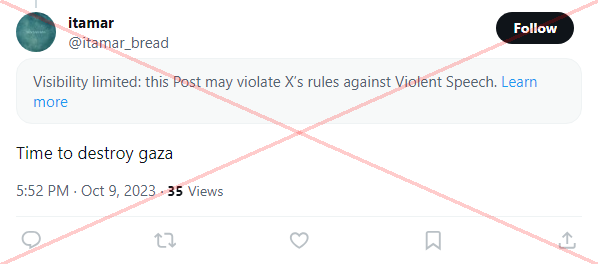 itamar
@itamar_bread
Follow
Visibility limited: this Post may violate X's rules against Violent Speech. Learn
more
Time to destroy gaza
5:52 PM · Oct 9, 2023 · 35 Views